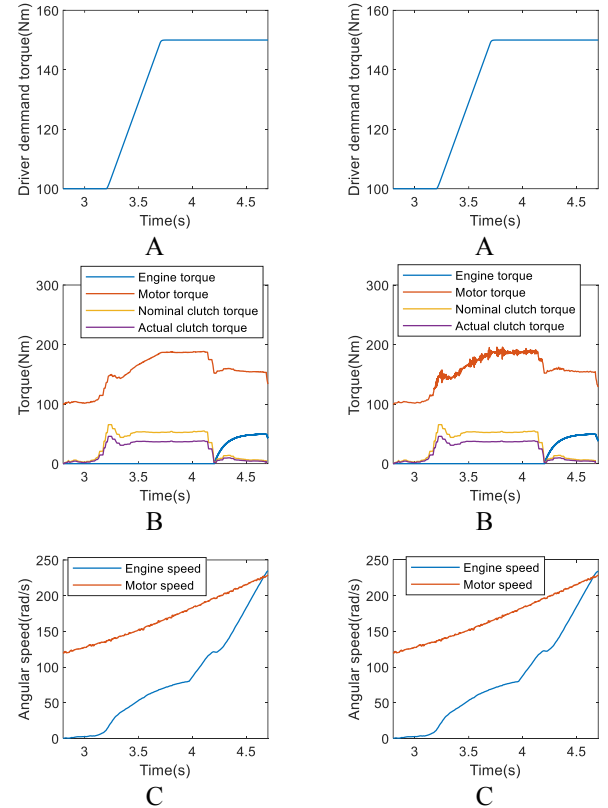 160
140
120
100
Driver demmand torque(Nm)
3
3.5
4
4.5
Time(s)
A
160
140
120
100
Driver demmand torque(Nm)
3
3.5
4
4.5
Time(s)
A
Engine torque
Motor torque
Nominal clutch torque
Actual clutch torque
300
200
100
0
Torque(Nm)
3
3.5
4
4.5
Time(s)
B
Engine torque
Motor torque
Nominal clutch torque
Actual clutch torque
300
200
100
0
Torque(Nm)
3
3.5
4
4.5
Time(s)
B
Engine speed
Motor speed
250
200
150
100
50
0
Angular speed(rad/s)
3
3.5
4
4.5
Time(s)
C
Engine speed
Motor speed
250
200
150
100
50
0
Angular speed(rad/s)
3
3.5
4
4.5
Time(s)
C